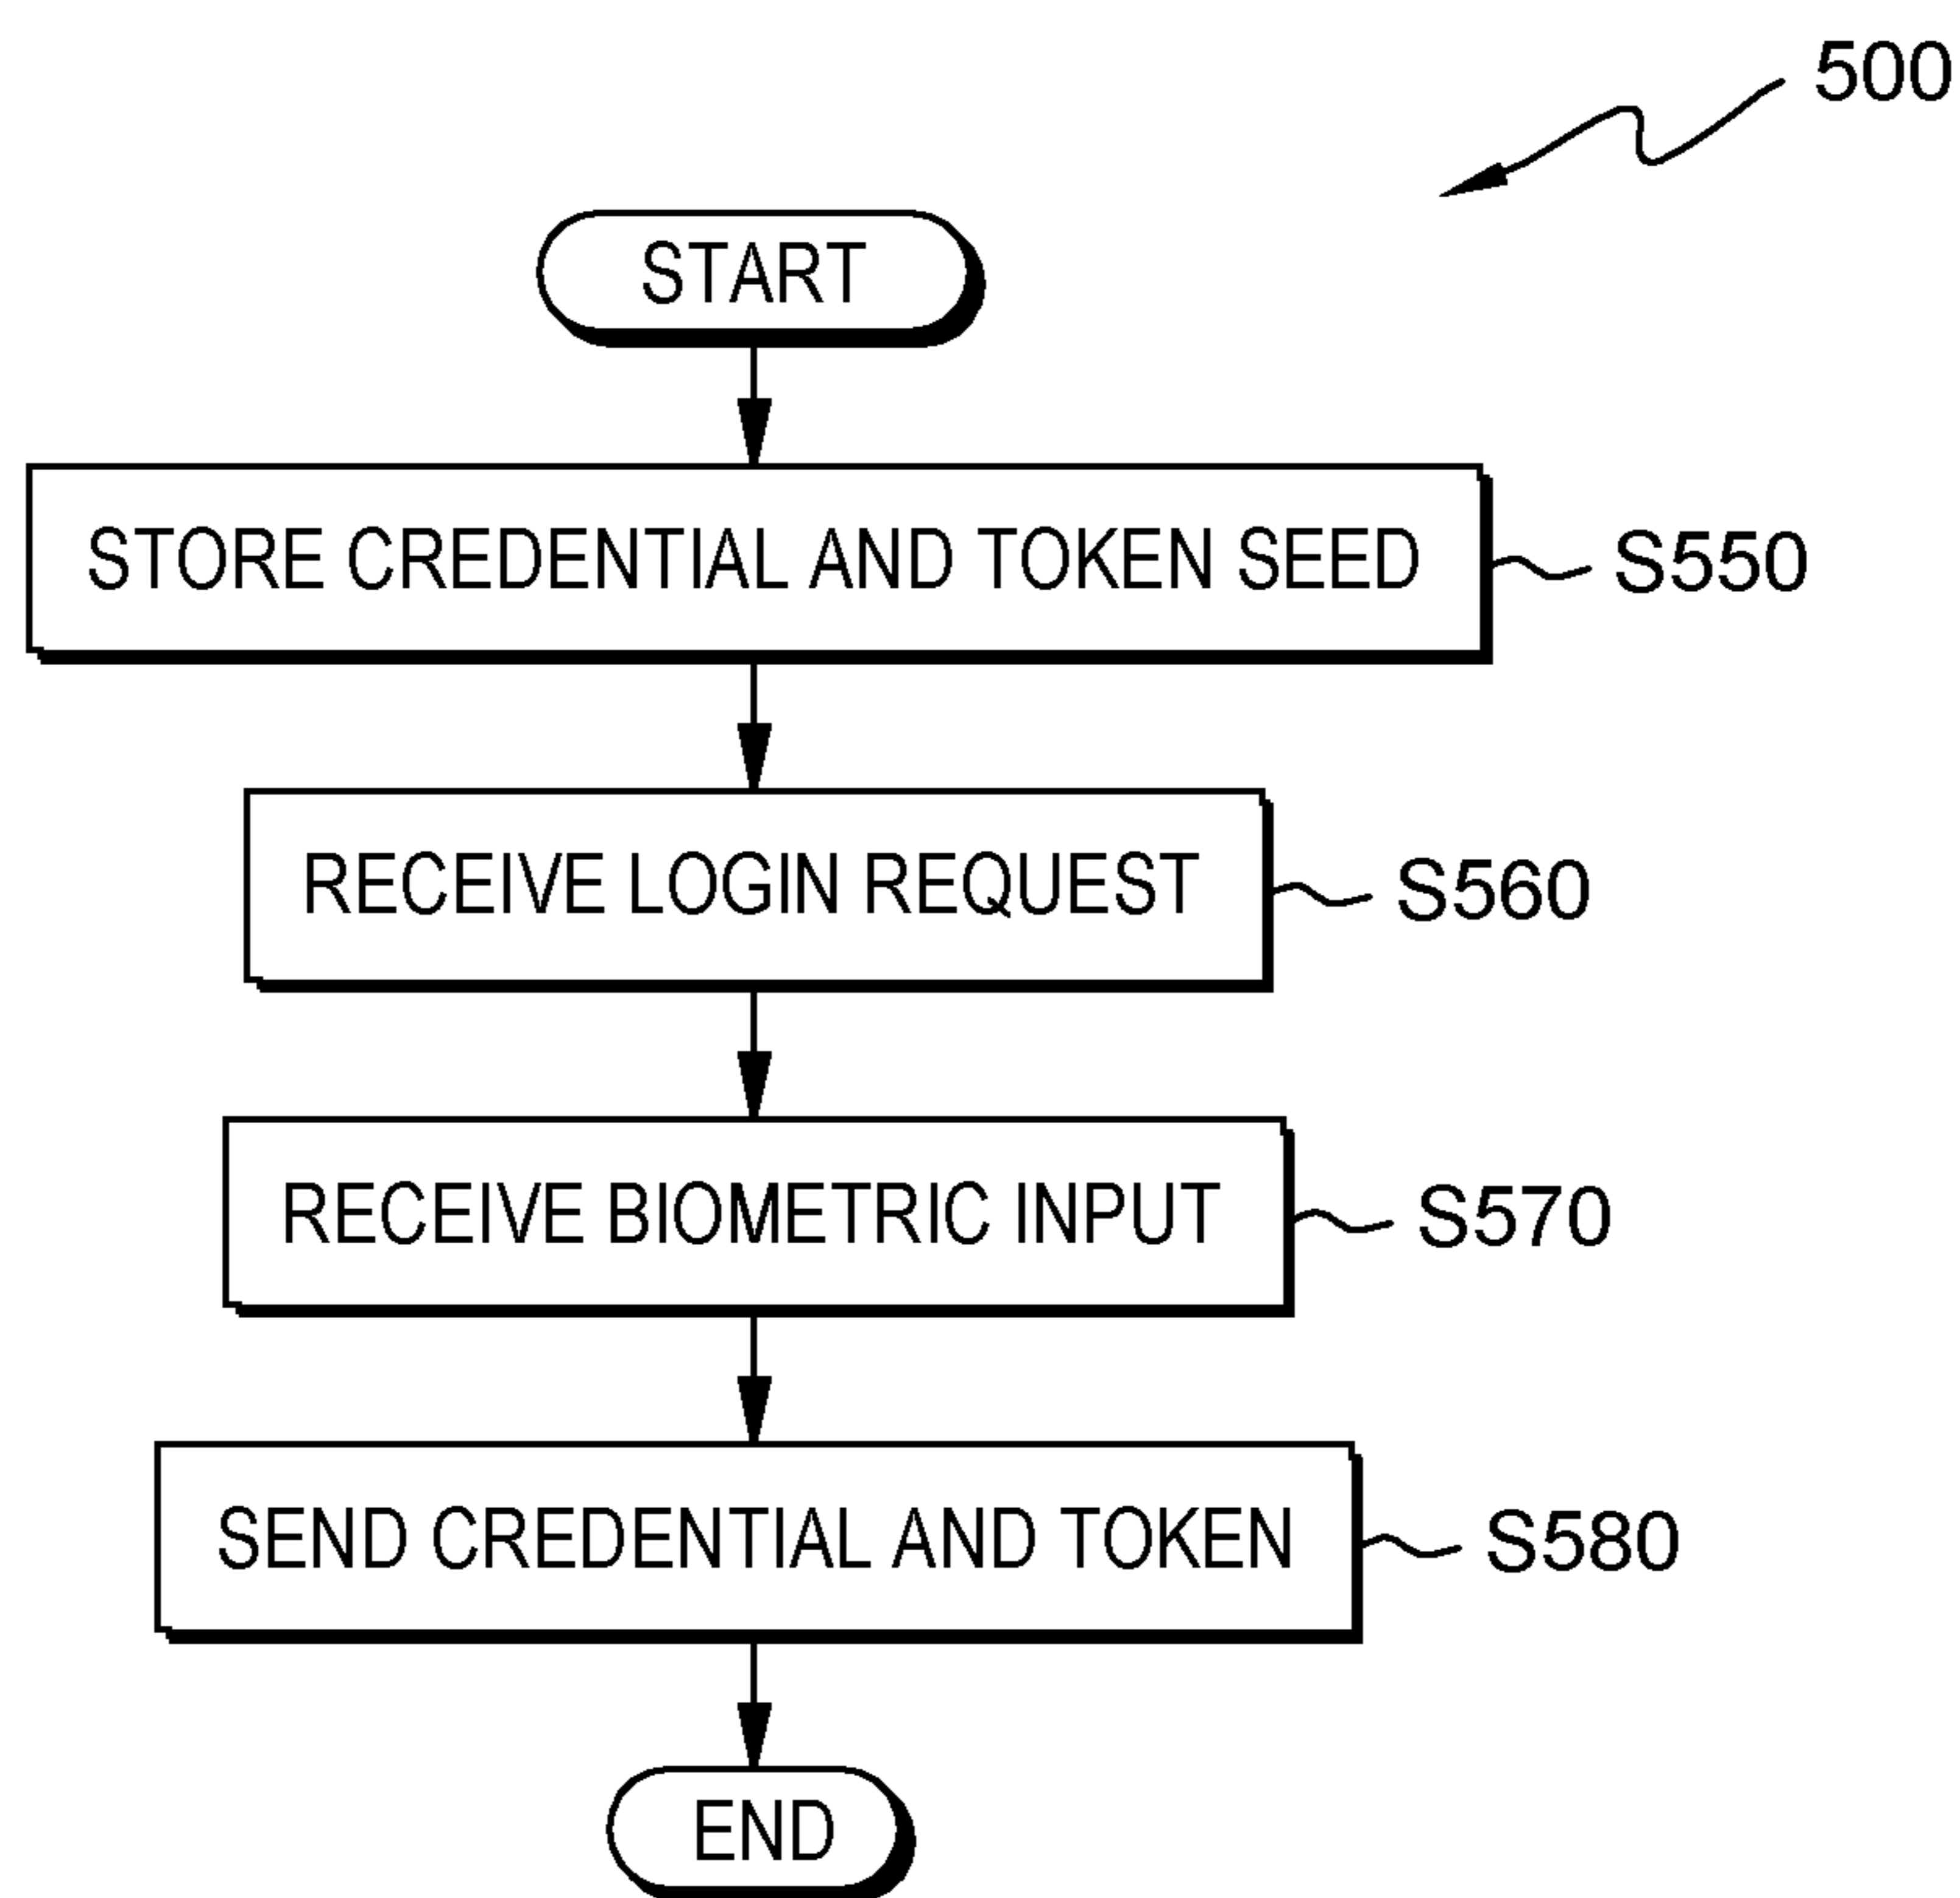 500
START
STORE CREDENTIAL AND TOKEN SEED
S550
RECEIVE LOGIN REQUEST
S560
RECEIVE BIOMETRIC INPUT
S570
SEND CREDENTIAL AND TOKEN
S580
END